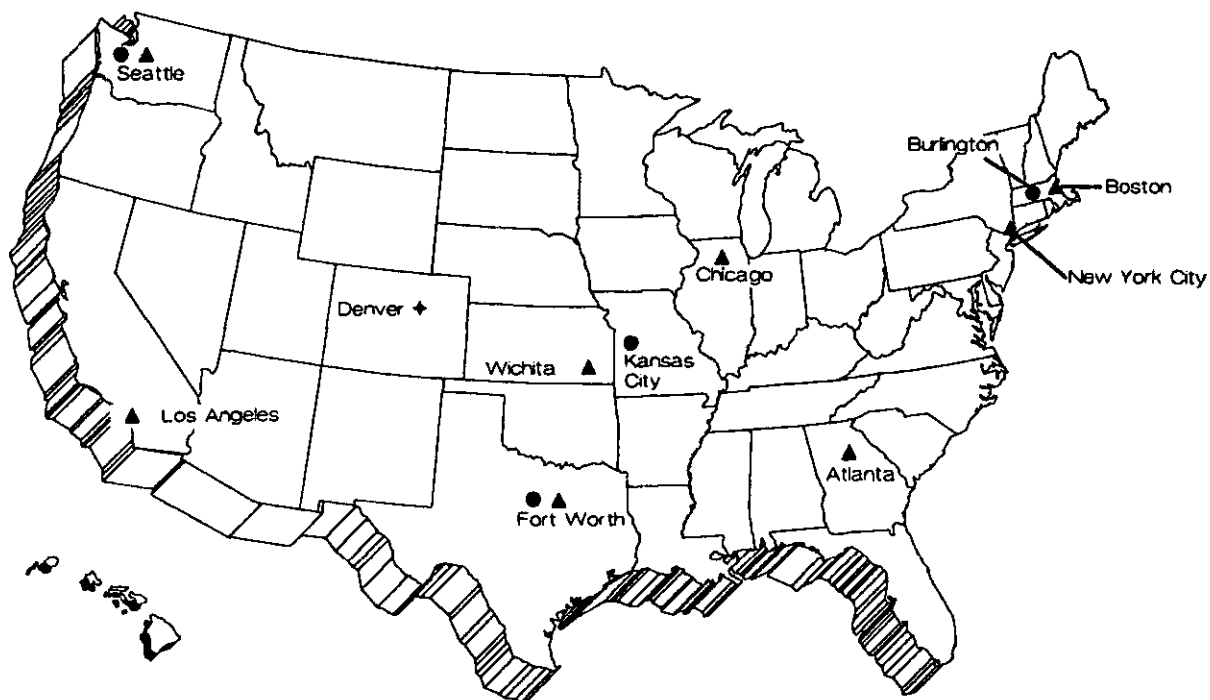 Seattle
Burlington
Boston
Chicago
New York City
Denver
Wichita
Kansas
City
Los Angeles
Atlanta
Fort Worth